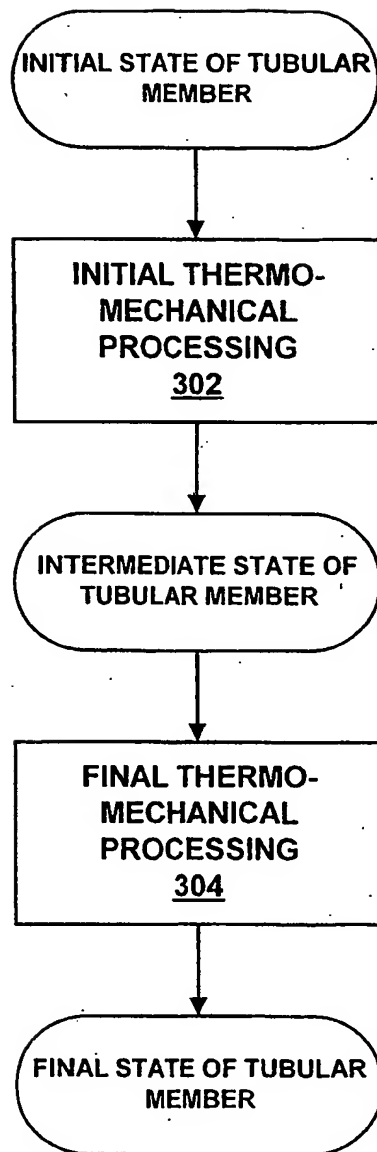 INITIAL STATE OF TUBULAR
MEMBER
INITIAL THERMO-
MECHANICAL
PROCESSING
302
INTERMEDIATE STATE OF
TUBULAR MEMBER
FINAL THERMO-
MECHANICAL
PROCESSING
304
FINAL STATE OF TUBULAR
MEMBER